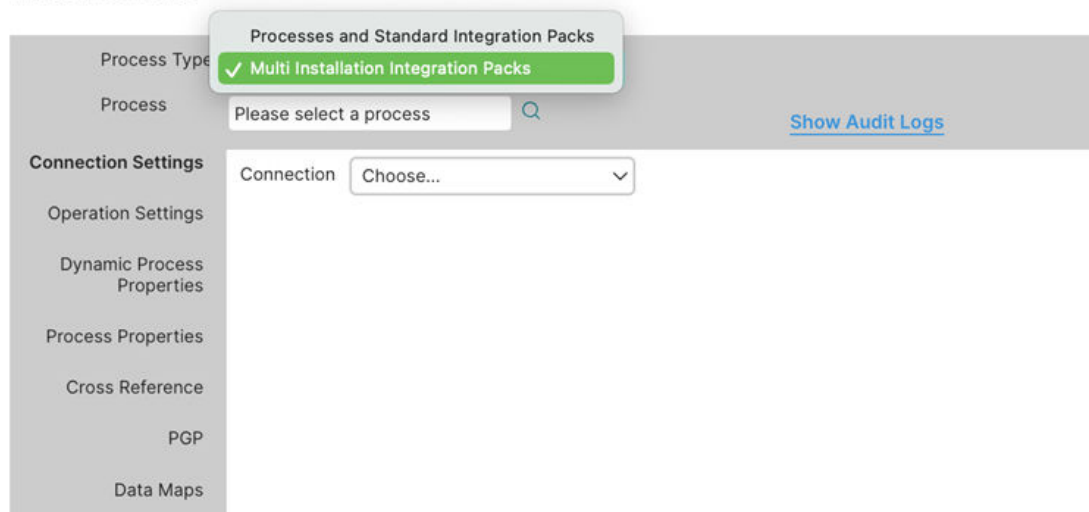 Processes and Standard Integration Packs
Process Type
✓ Multi Installation Integration Packs
Process
Please select a process
Show Audit Logs
Connection Settings
Connection
Choose...
Operation Settings
Dynamic Process
Properties
Process Properties
Cross Reference
PGP
Data Maps